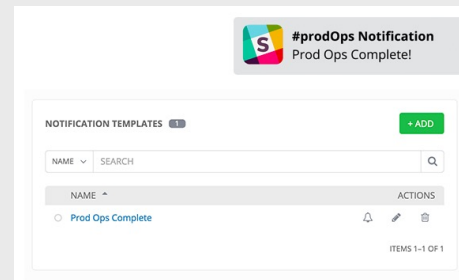 #prodOps Notification
Prod Ops Complete!
NOTIFICATION TEMPLATES 1
+ ADD
NAME SEARCH
NAME ACTIONS
Prod Ops Complete
ITEMS 1–1 OF 1